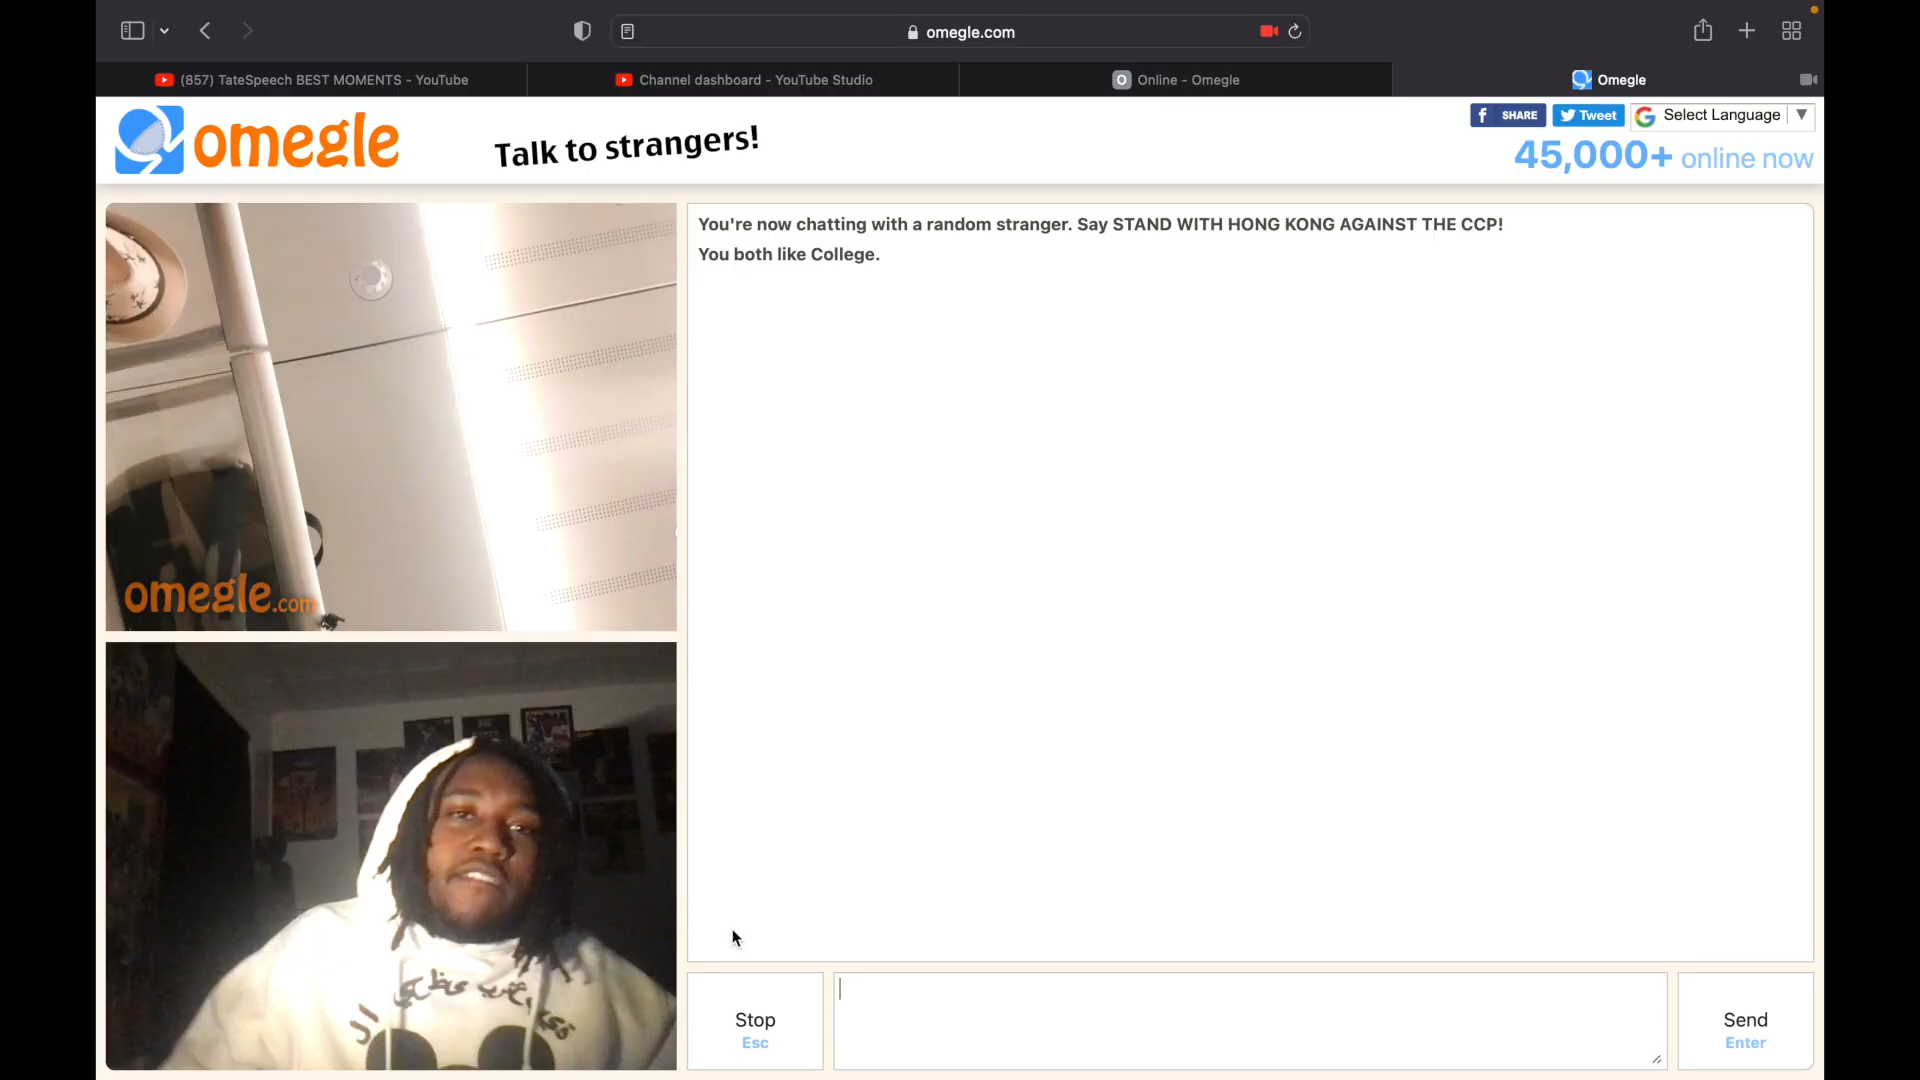 omegle.com
(857) TateSpeech BEST MOMENTS - YouTube
Channel dashboard - YouTube Studio
O Online - Omegle
Omegle
omegle
Talk to strangers!
f SHARE
Tweet
G Select Language ▼
45,000+ online now
omegle.com
You're now chatting with a random stranger. Say STAND WITH HONG KONG AGAINST THE CCP!
You both like College.
Stop
Esc
Send
Enter